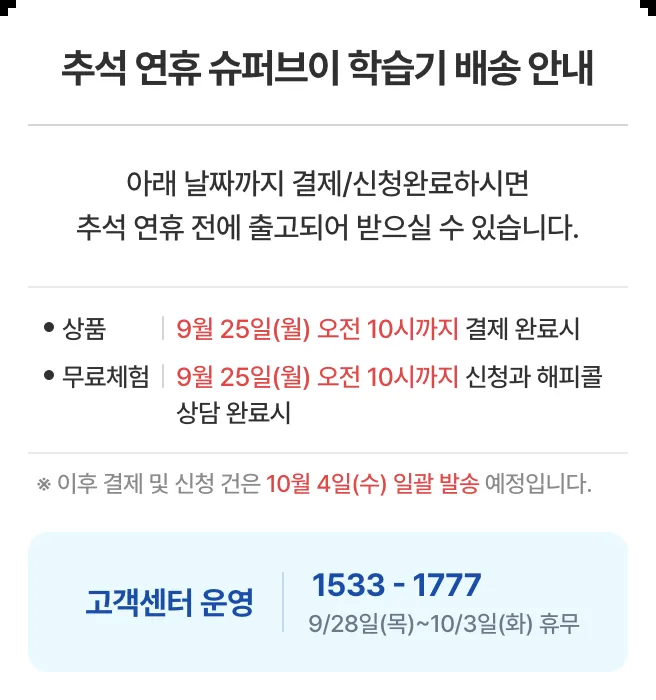 추석 연휴 슈퍼브이 학습기 배송 안내
아래 날짜까지 결제/신청완료하시면
추석 연휴 전에 출고되어 받으실 수 있습니다.
• 상품 | 9월 25일(월) 오전 10시까지 결제 완료시
• 무료체험 | 9월 25일(월) 오전 10시까지 신청과 해피콜
상담 완료시
※ 이후 결제 및 신청 건은 10월 4일(수) 일괄 발송 예정입니다.
고객센터 운영
1533 - 1777
9/28일(목)~10/3일(화) 휴무